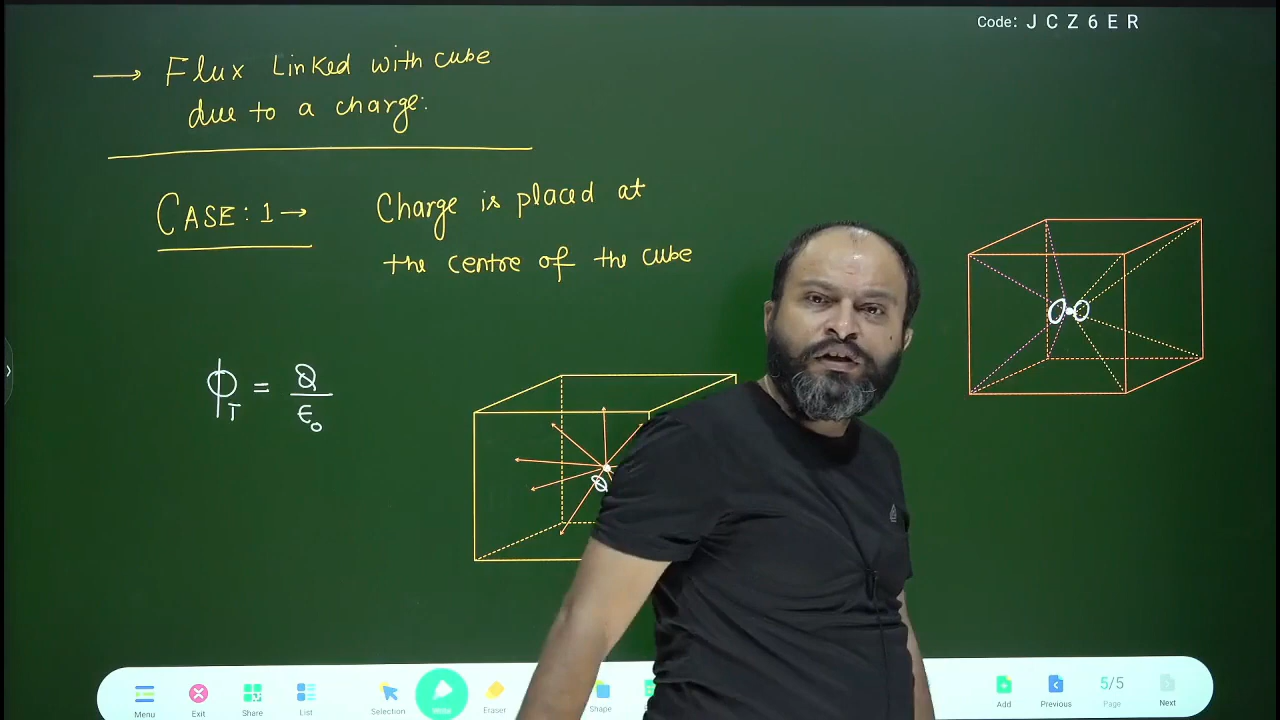 Code: J C Z 6 E R
→ Flux Linked with cube
due to a charge:
CASE: 1→ Charge is placed at
the centre of the cube
ϕT = Q/ε0
Q
Menu
Exit
Share
List
Selection
Eraser
Shape
Add
Previous
5/5
Page
Next